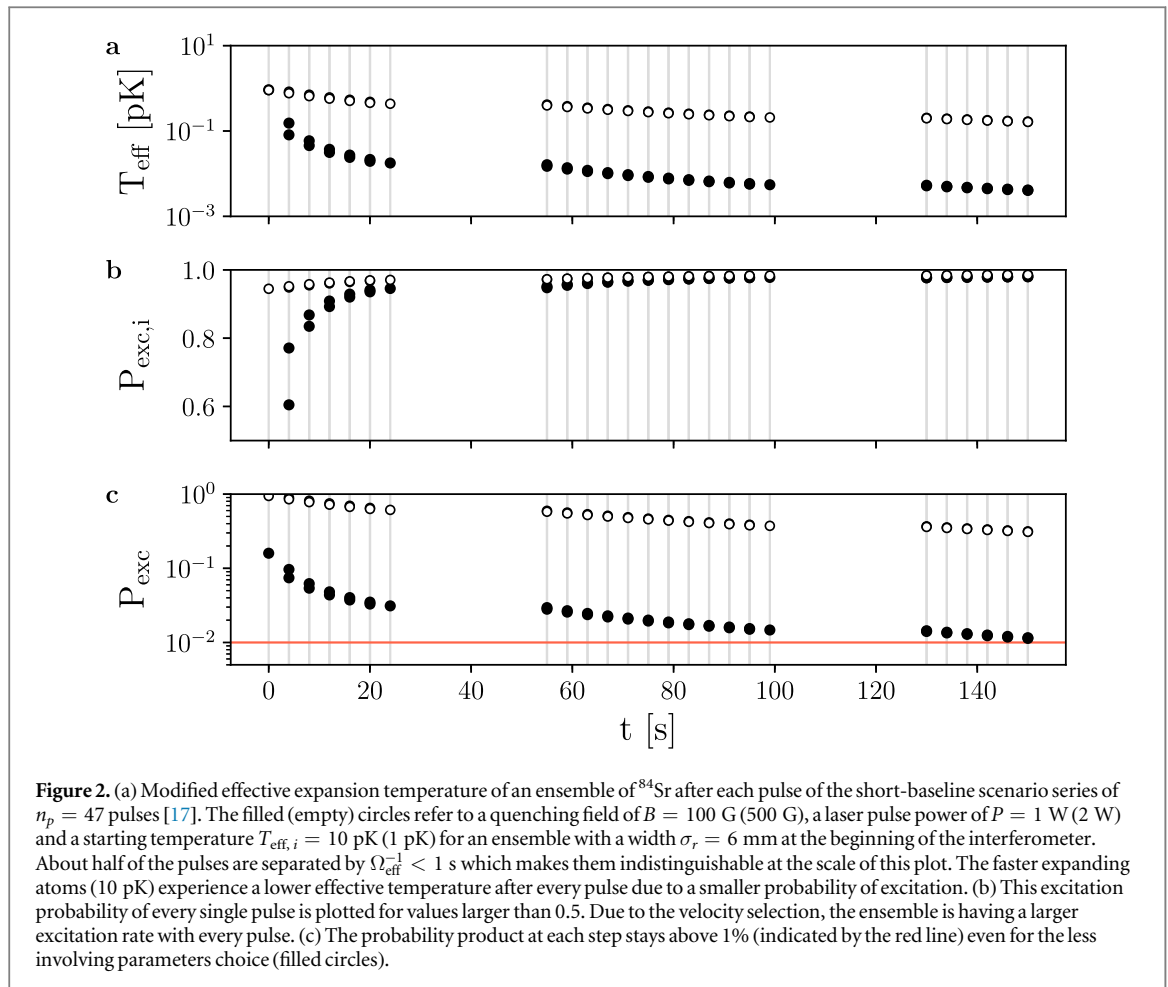 a
10¹
10⁻¹
10⁻³
T_eff [pK]
b
1.0
0.8
0.6
P_exc,i
c
10⁰
10⁻¹
10⁻²
P_exc
0 20 40 60 80 100 120 140
t [s]
Figure 2. (a) Modified effective expansion temperature of an ensemble of ⁸⁴Sr after each pulse of the short-baseline scenario series of
n_p = 47 pulses [17]. The filled (empty) circles refer to a quenching field of B = 100 G (500 G), a laser pulse power of P = 1 W (2 W)
and a starting temperature T_eff, i = 10 pK (1 pK) for an ensemble with a width σ_r = 6 mm at the beginning of the interferometer.
About half of the pulses are separated by Ω_eff⁻¹ < 1 s which makes them indistinguishable at the scale of this plot. The faster expanding
atoms (10 pK) experience a lower effective temperature after every pulse due to a smaller probability of excitation. (b) This excitation
probability of every single pulse is plotted for values larger than 0.5. Due to the velocity selection, the ensemble is having a larger
excitation rate with every pulse. (c) The probability product at each step stays above 1% (indicated by the red line) even for the less
involving parameters choice (filled circles).